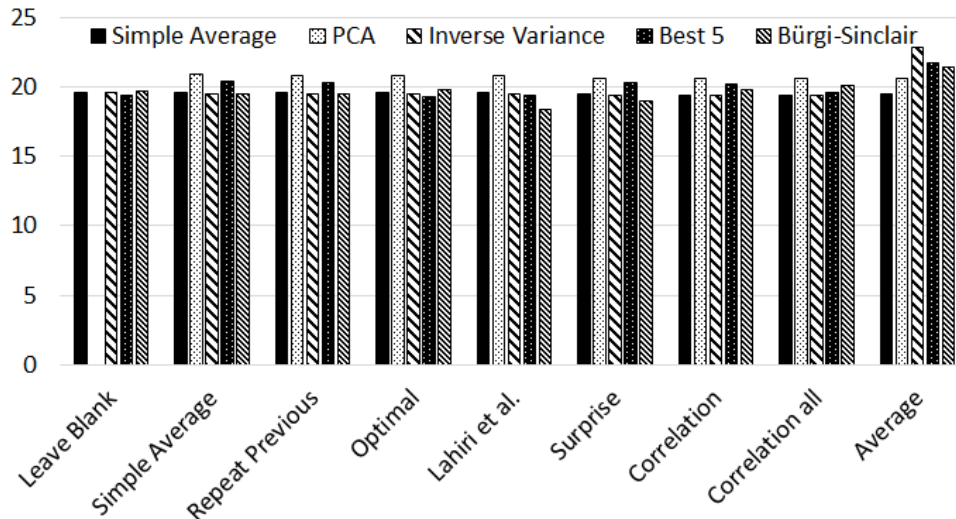 25
Simple Average PCA Inverse Variance Best 5 Bürgi-Sinclair
20
15
10
5
0
Leave Blank
Simple Average
Repeat Previous
Optimal
Lahiri et al.
Surprise
Correlation
Correlation all
Average